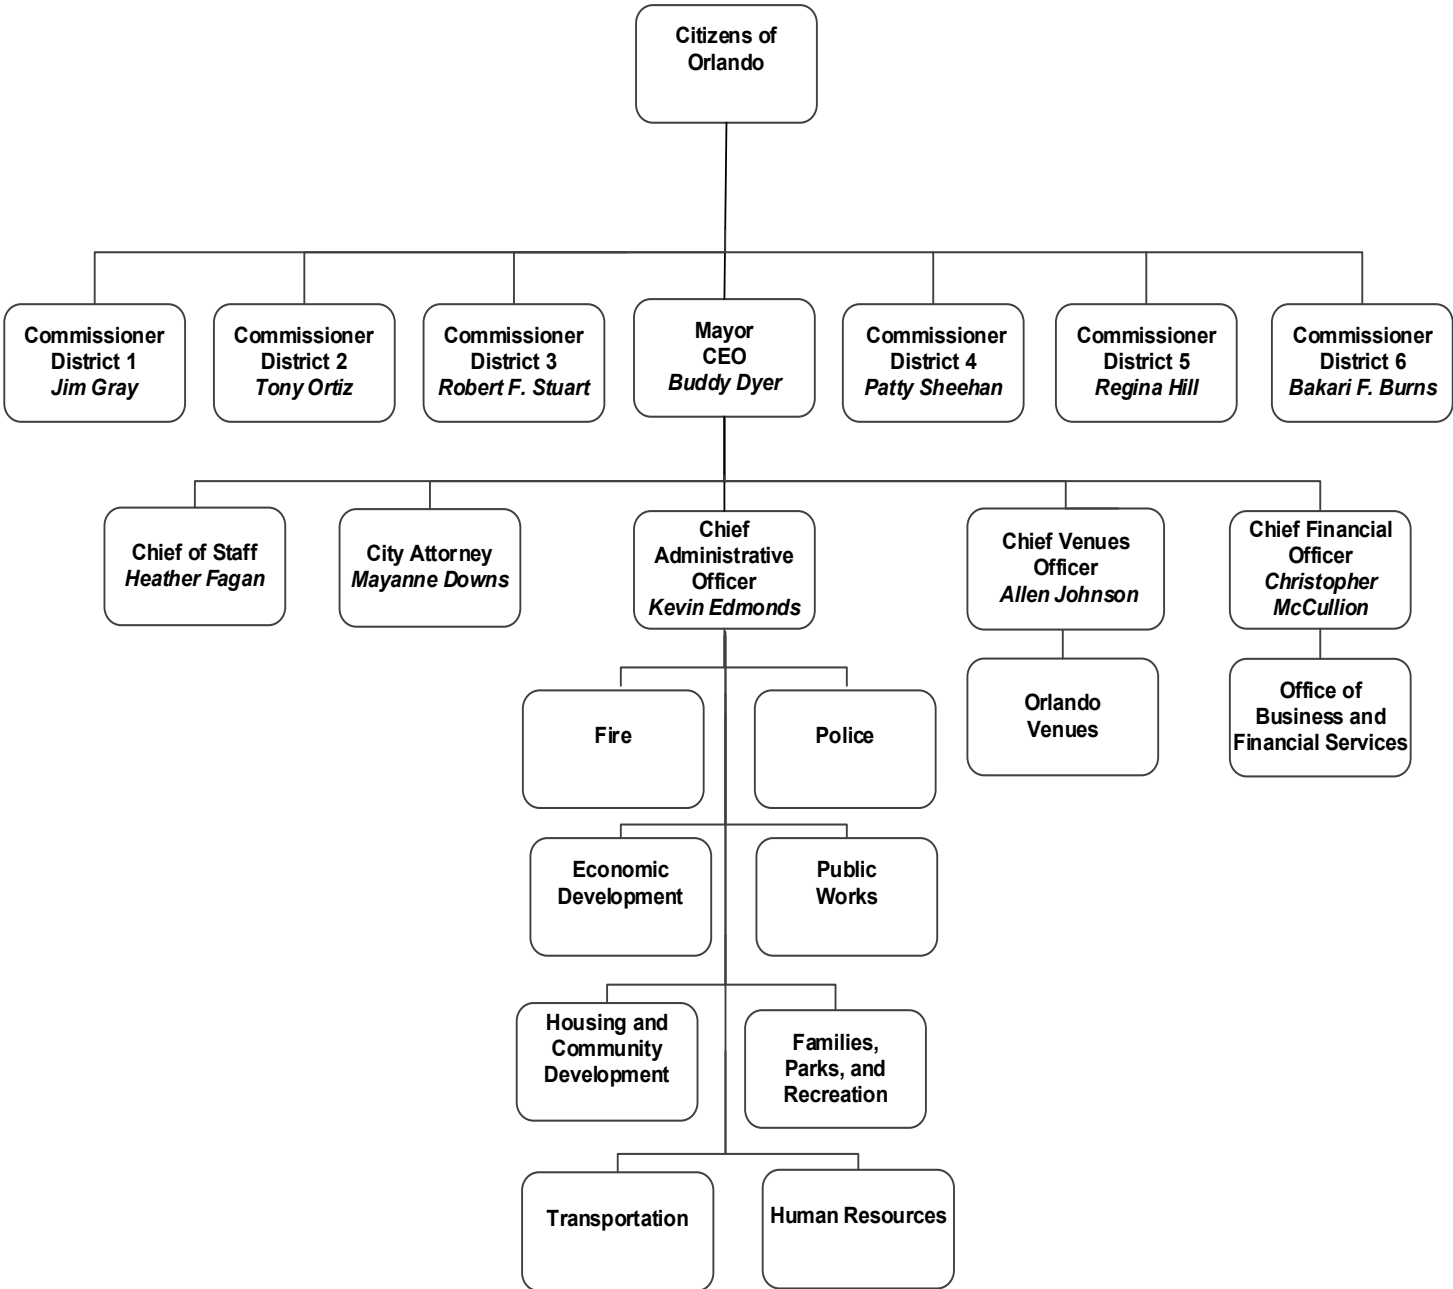 Citizens of
Orlando
Commissioner
District 1
Jim Gray
Commissioner
District 2
Tony Ortiz
Commissioner
District 3
Robert F. Stuart
Mayor
CEO
Buddy Dyer
Commissioner
District 4
Patty Sheehan
Commissioner
District 5
Regina Hill
Commissioner
District 6
Bakari F. Burns
Chief of Staff
Heather Fagan
City Attorney
Mayanne Downs
Chief
Administrative
Officer
Kevin Edmonds
Chief Venues
Officer
Allen Johnson
Chief Financial
Officer
Christopher
McCullion
Fire
Police
Orlando
Venues
Office of
Business and
Financial Services
Economic
Development
Public
Works
Housing and
Community
Development
Families,
Parks, and
Recreation
Transportation
Human Resources